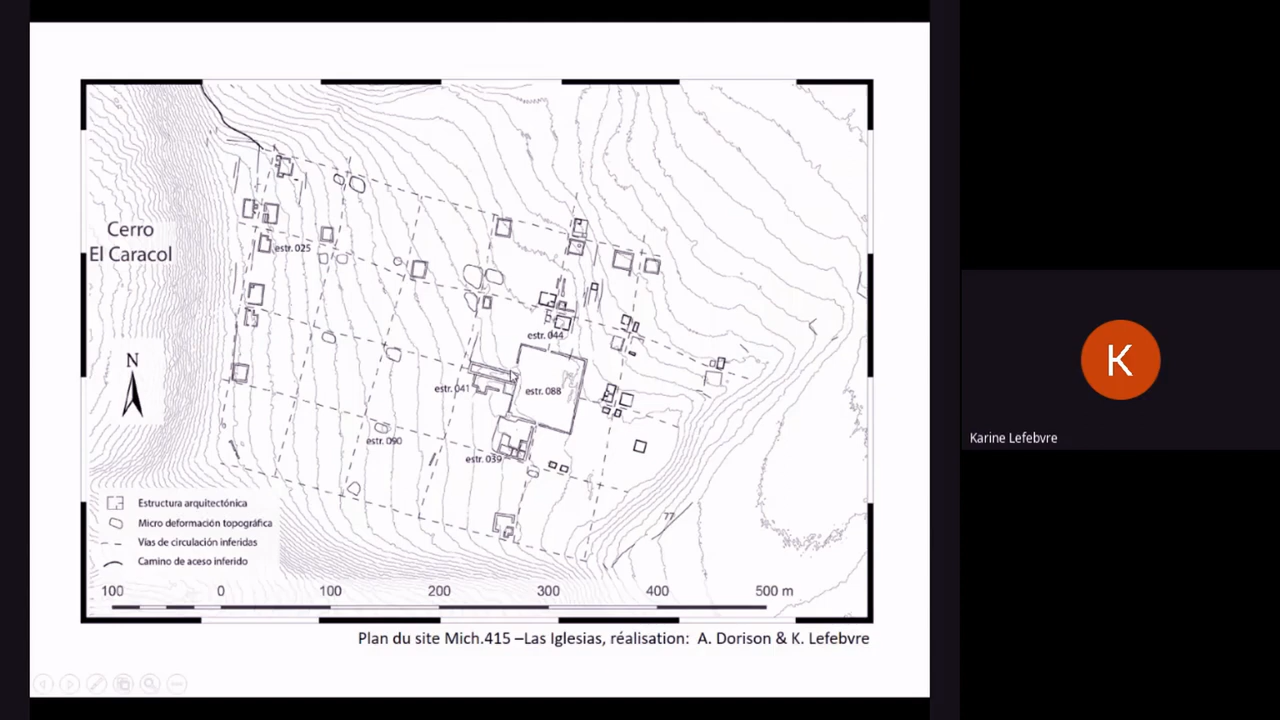 Cerro
El Caracol
N
estr. 025
estr. 044
estr. 041
estr. 088
estr. 090
estr. 039
77
Estructura arquitectónica
Micro deformación topográfica
Vías de circulación inferidas
Camino de aceso inferido
100 0 100 200 300 400 500 m
Plan du site Mich.415 –Las Iglesias, réalisation: A. Dorison & K. Lefebvre
K
Karine Lefebvre